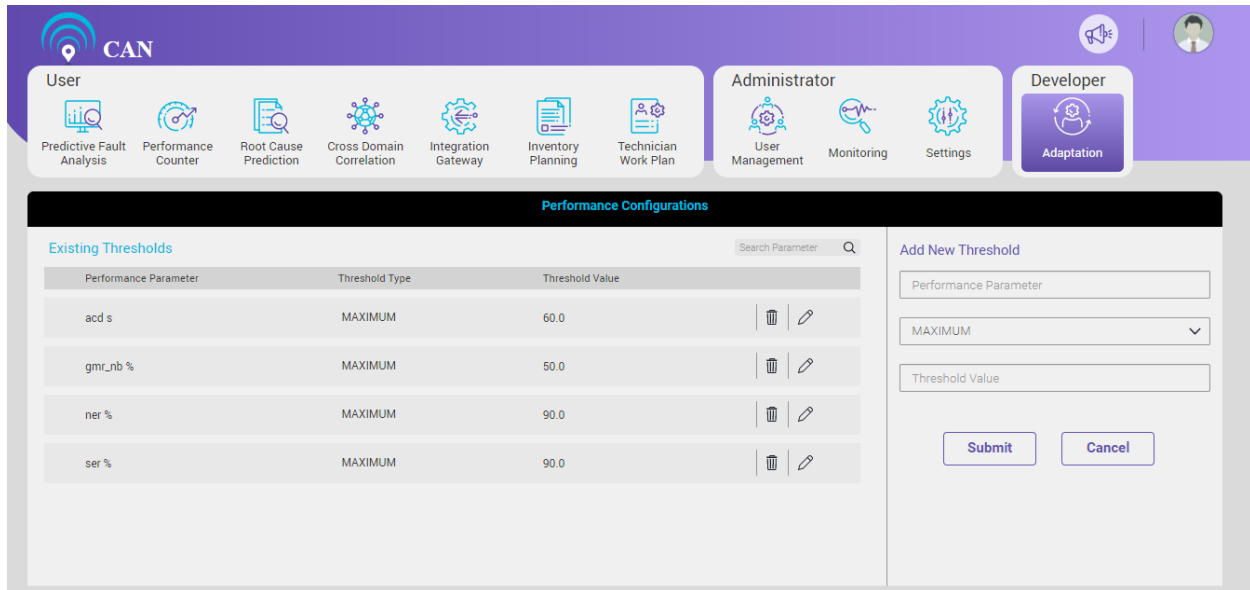 CAN
User
Administrator
Developer
Predictive Fault
Analysis
Performance
Counter
Root Cause
Prediction
Cross Domain
Correlation
Integration
Gateway
Inventory
Planning
Technician
Work Plan
User
Management
Monitoring
Settings
Adaptation
Performance Configurations
Existing Thresholds
Search Parameter
Performance Parameter Threshold Type Threshold Value
acd s MAXIMUM 60.0
gmr_nb % MAXIMUM 50.0
ner % MAXIMUM 90.0
ser % MAXIMUM 90.0
Add New Threshold
Performance Parameter
MAXIMUM
Threshold Value
Submit Cancel